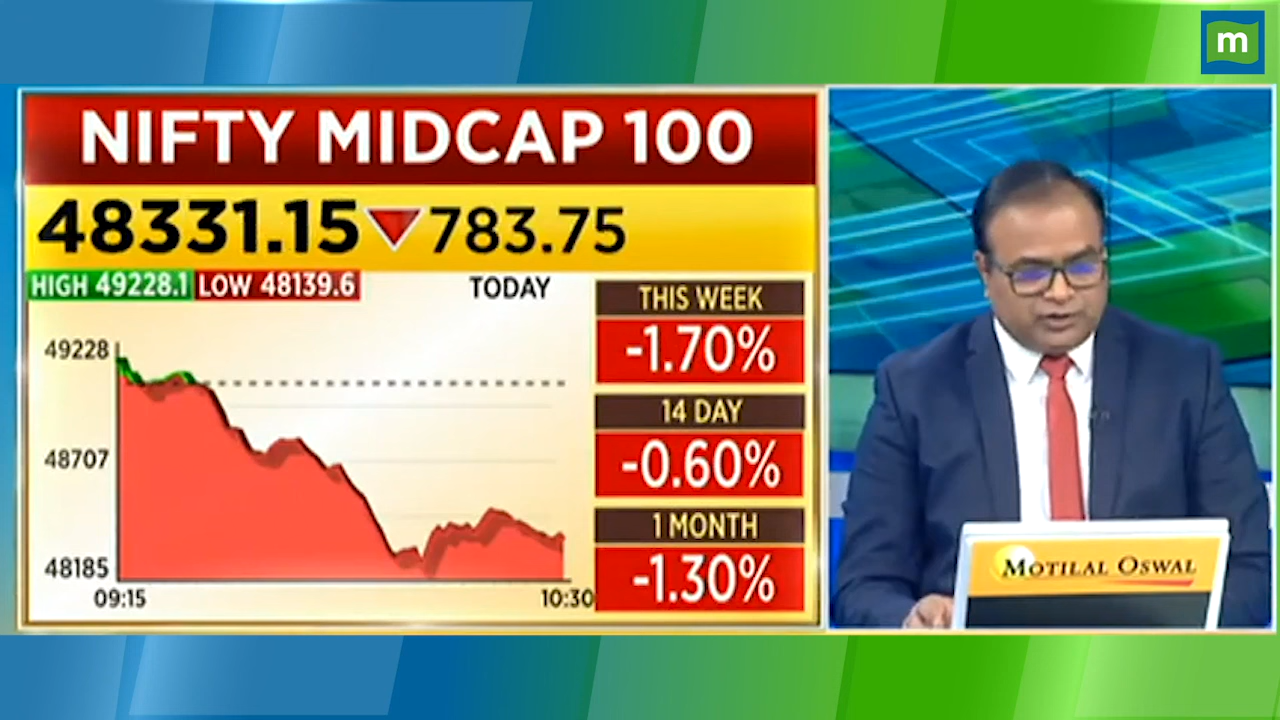 m
NIFTY MIDCAP 100
48331.15 ▼ 783.75
HIGH 49228.1 LOW 48139.6
TODAY
49228
48707
48185
09:15
10:30
THIS WEEK
-1.70%
14 DAY
-0.60%
1 MONTH
-1.30%
MOTILAL OSWAL